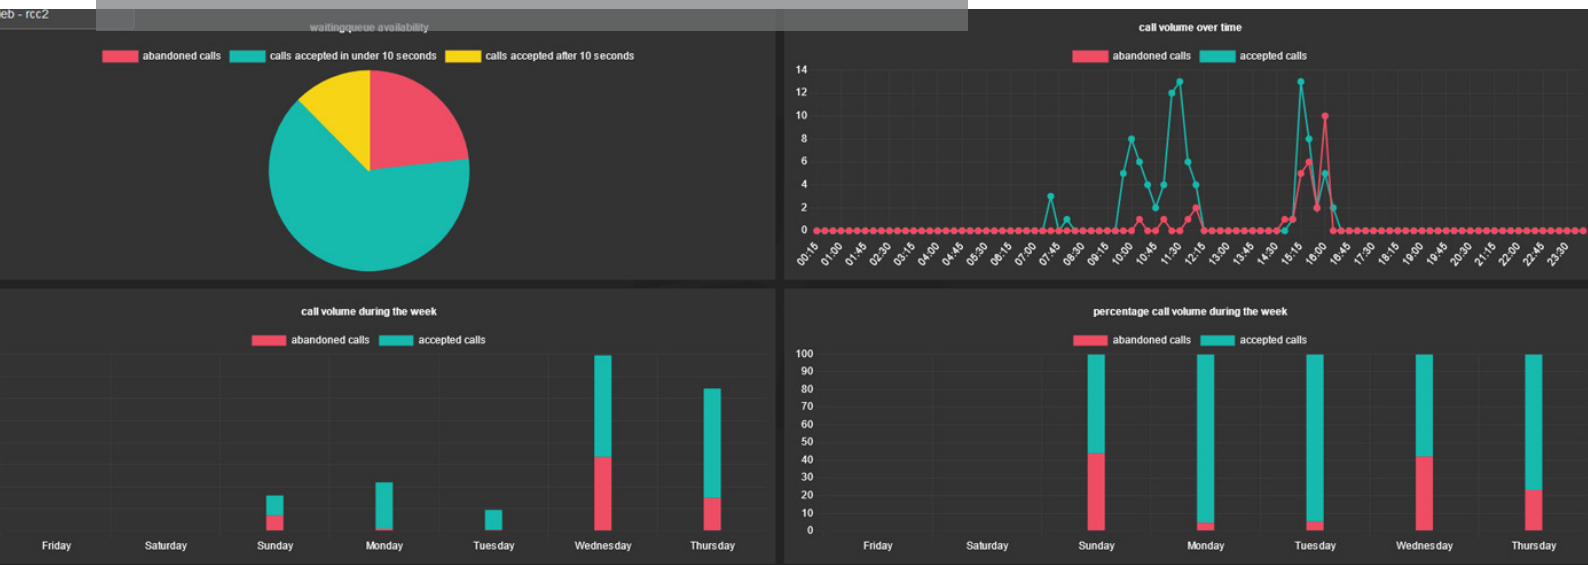 eb - rcc2
waitingqueue availability
abandoned calls calls accepted in under 10 seconds calls accepted after 10 seconds
call volume over time
abandoned calls accepted calls
14
12
10
8
6
4
2
0
00:15 01:00 01:45 02:30 03:15 04:00 04:45 05:30 06:15 07:00 07:45 08:30 09:15 10:00 10:45 11:30 12:15 13:00 13:45 14:30 15:15 16:00 16:45 17:30 18:15 19:00 19:45 20:30 21:15 22:00 22:45 23:30
call volume during the week
abandoned calls accepted calls
Friday Saturday Sunday Monday Tuesday Wednesday Thursday
percentage call volume during the week
abandoned calls accepted calls
100
90
80
70
60
50
40
30
20
10
0
Friday Saturday Sunday Monday Tuesday Wednesday Thursday